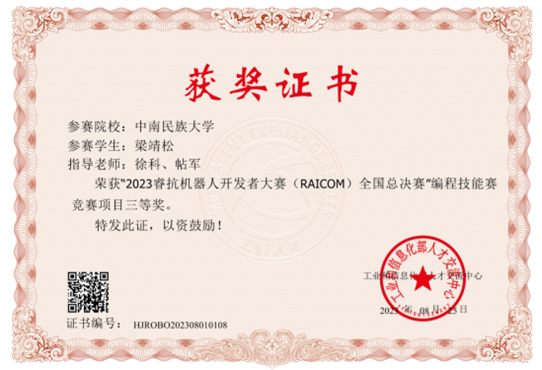 获奖证书
参赛院校：中南民族大学
参赛学生：梁靖松
指导老师：徐科、帖军
荣获“2023睿抗机器人开发者大赛（RAICOM）全国总决赛”编程技能赛
竞赛项目三等奖。
特发此证，以资鼓励！
工业和信息化部人才交流中心
工业和信息化部人才交流中心
2023年 08月 25日
证书编号： HJROBO202308010108